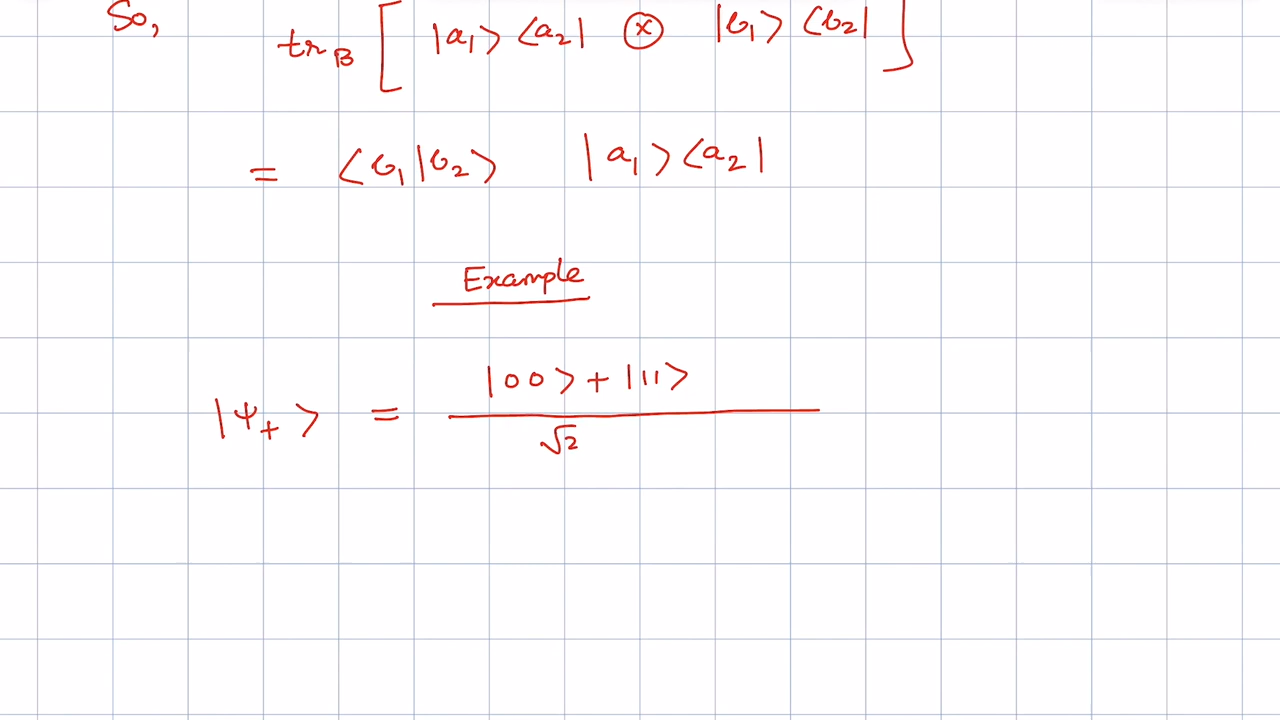 So,
tr_B [ |a₁> <a₂| ⊗ |b₁> <b₂| ]
= <b₁|b₂> |a₁> <a₂|
Example
|ψ₊> = |00> + |11> / √2